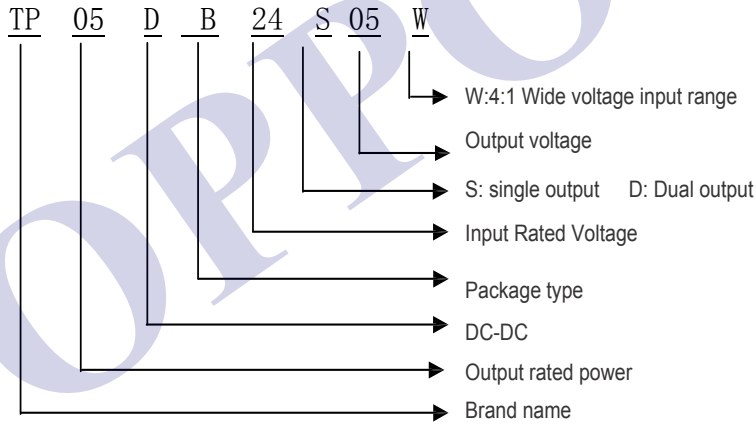 TP 05 D B 24 S 05 W
W:4:1 Wide voltage input range
Output voltage
S: single output D: Dual output
Input Rated Voltage
Package type
DC-DC
Output rated power
Brand name
OPPO